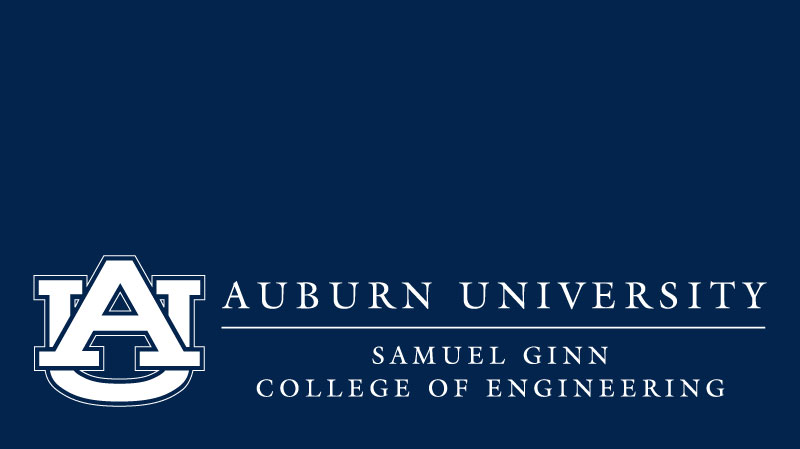 AU
AUBURN UNIVERSITY
SAMUEL GINN
COLLEGE OF ENGINEERING